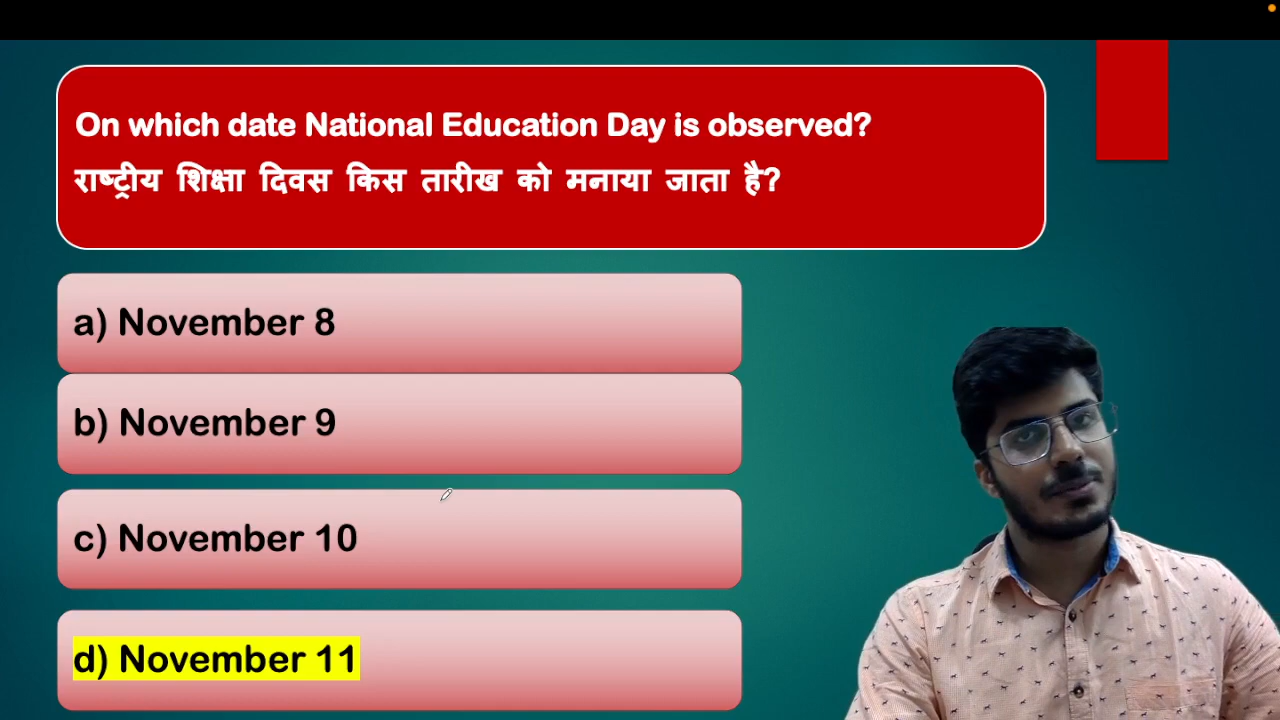 On which date National Education Day is observed?
राष्ट्रीय शिक्षा दिवस किस तारीख को मनाया जाता है?
a) November 8
b) November 9
c) November 10
d) November 11